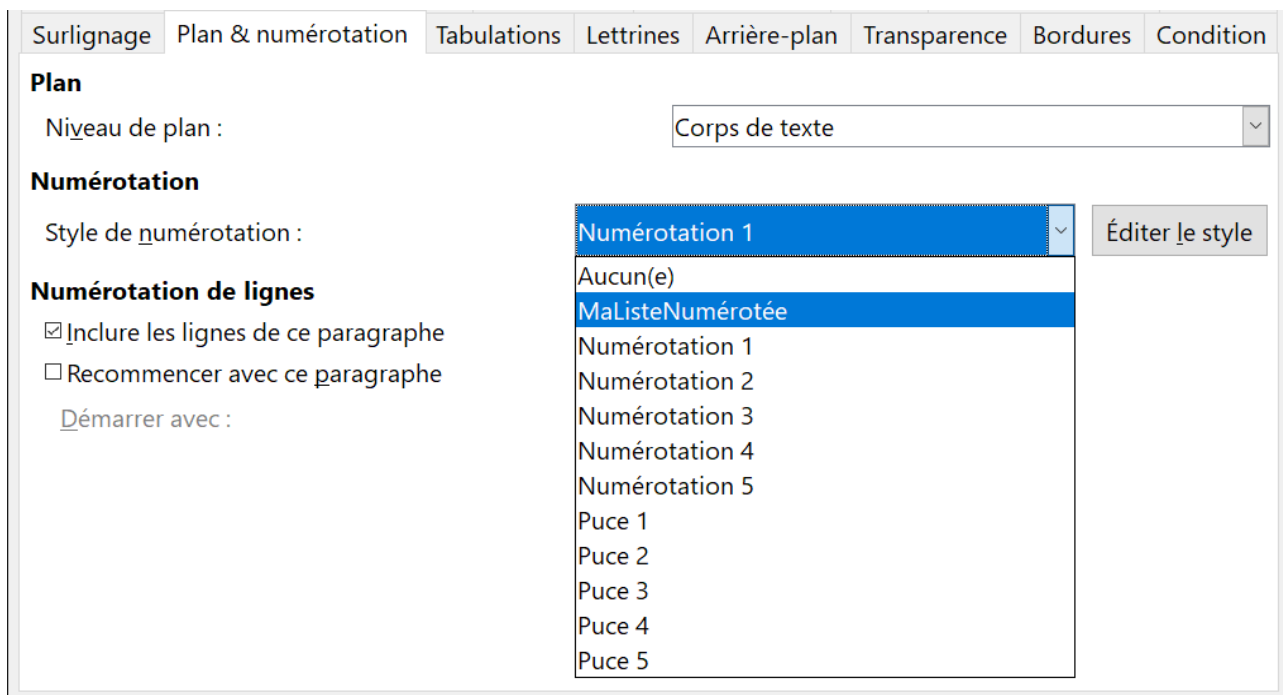 Surlignage Plan & numérotation Tabulations Lettrines Arrière-plan Transparence Bordures Condition
Plan
Niveau de plan : Corps de texte
Numérotation
Style de numérotation : Numérotation 1 Éditer le style
Aucun(e)
Numérotation de lignes
MaListeNumérotée
Inclure les lignes de ce paragraphe
Numérotation 1
Recommencer avec ce paragraphe
Numérotation 2
Démarrer avec :
Numérotation 3
Numérotation 4
Numérotation 5
Puce 1
Puce 2
Puce 3
Puce 4
Puce 5